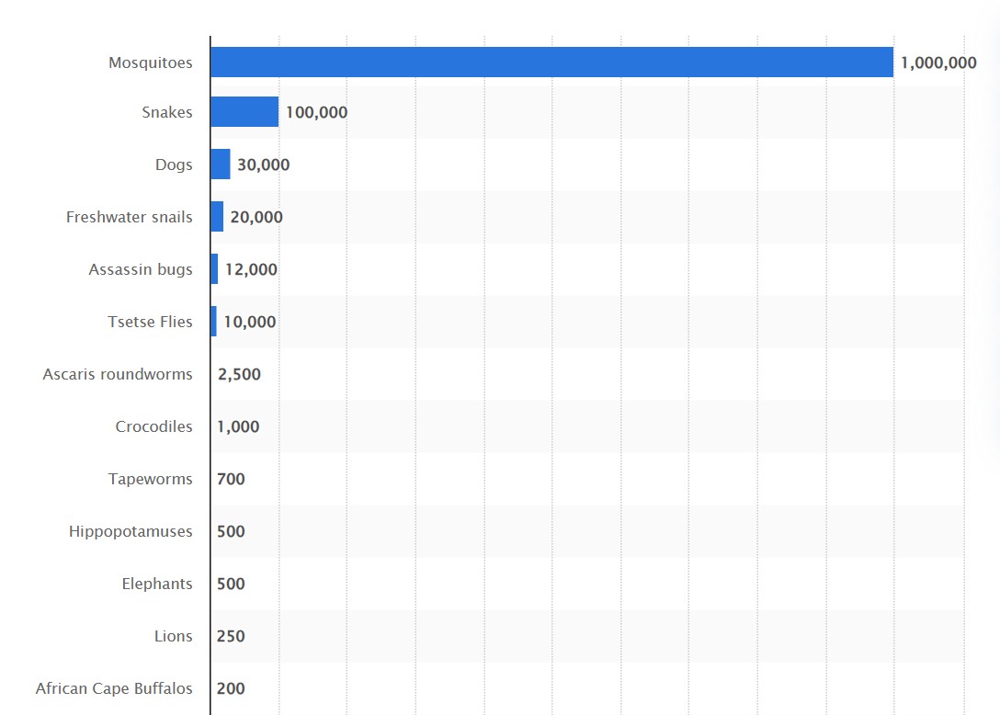 Mosquitoes 1,000,000
Snakes 100,000
Dogs 30,000
Freshwater snails 20,000
Assassin bugs 12,000
Tsetse Flies 10,000
Ascaris roundworms 2,500
Crocodiles 1,000
Tapeworms 700
Hippopotamuses 500
Elephants 500
Lions 250
African Cape Buffalos 200